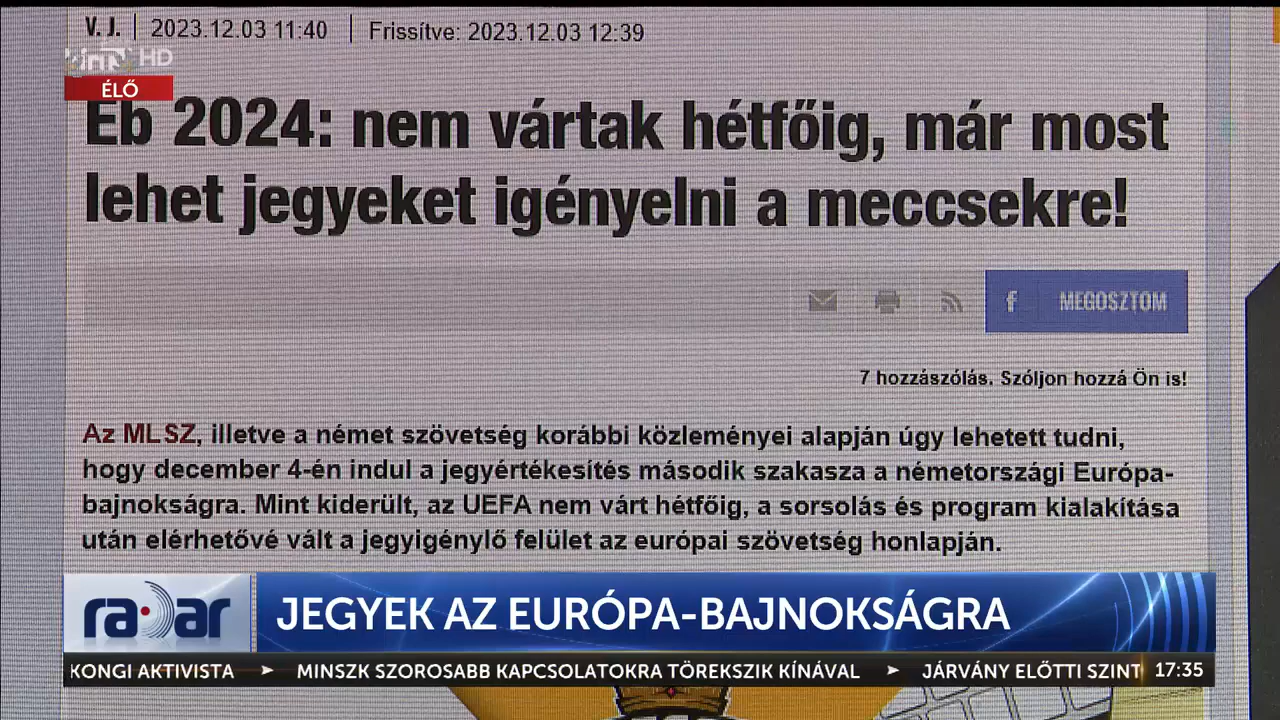 V. J. | 2023.12.03 11:40 | Frissítve: 2023.12.03 12:39
HD
ÉLŐ
Eb 2024: nem vártak hétfőig, már most
lehet jegyeket igényelni a meccsekre!
f MEGOSZTOM
7 hozzászólás. Szóljon hozzá Ön is!
Az MLSZ, illetve a német szövetség korábbi közleményei alapján úgy lehetett tudni,
hogy december 4-én indul a jegyértékesítés második szakasza a németországi Európa-
bajnokságra. Mint kiderült, az UEFA nem várt hétfőig, a sorsolás és program kialakítása
után elérhetővé vált a jegyigénylő felület az európai szövetség honlapján.
radar
JEGYEK AZ EURÓPA-BAJNOKSÁGRA
KONGI AKTIVISTA ➤ MINSZK SZOROSABB KAPCSOLATOKRA TÖREKSZIK KÍNÁVAL ➤ JÁRVÁNY ELŐTTI SZINT 17:35